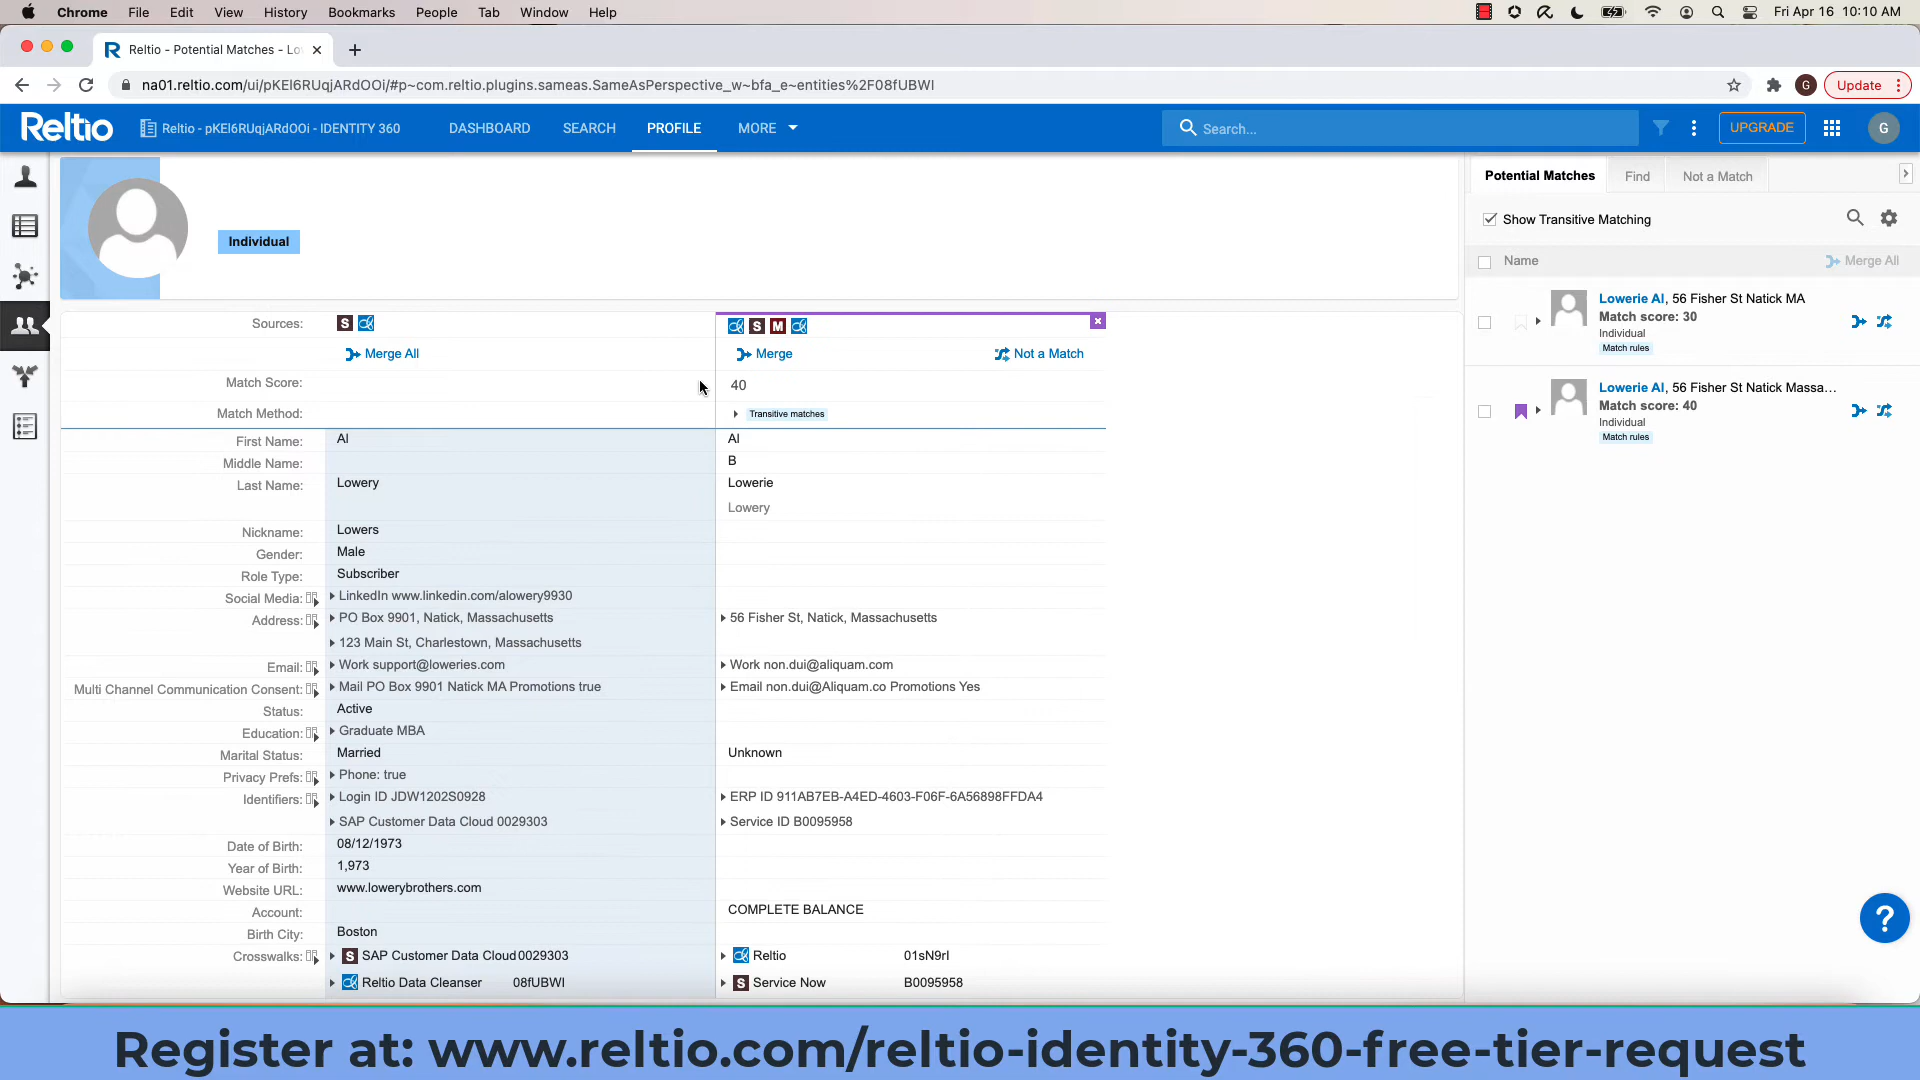 Chrome File Edit View History Bookmarks People Tab Window Help Fri Apr 16 10:10 AM
Reltio - Potential Matches - Lo
na01.reltio.com/ui/pKEl6RUqjARdOOi/#p~com.reltio.plugins.sameas.SameAsPerspective_w~bfa_e~entities%2F08fUBWI G Update
Reltio Reltio - pKEl6RUqjARdOOi - IDENTITY 360 DASHBOARD SEARCH PROFILE MORE Search... UPGRADE G
Individual
Sources: S S M
Merge All Merge Not a Match
Match Score: 40
Match Method: Transitive matches
First Name: Al Al
Middle Name: B
Last Name: Lowery Lowerie
Lowery
Nickname: Lowers
Gender: Male
Role Type: Subscriber
Social Media: LinkedIn www.linkedin.com/alowery9930
Address: PO Box 9901, Natick, Massachusetts 56 Fisher St, Natick, Massachusetts
123 Main St, Charlestown, Massachusetts
Email: Work support@loweries.com Work non.dui@aliquam.com
Multi Channel Communication Consent: Mail PO Box 9901 Natick MA Promotions true Email non.dui@Aliquam.co Promotions Yes
Status: Active
Education: Graduate MBA
Marital Status: Married Unknown
Privacy Prefs: Phone: true
Identifiers: Login ID JDW1202S0928 ERP ID 911AB7EB-A4ED-4603-F06F-6A56898FFDA4
SAP Customer Data Cloud 0029303 Service ID B0095958
Date of Birth: 08/12/1973
Year of Birth: 1,973
Website URL: www.lowerybrothers.com
Account: COMPLETE BALANCE
Birth City: Boston
Crosswalks: S SAP Customer Data Cloud 0029303 Reltio 01sN9rI
Reltio Data Cleanser 08fUBWI S Service Now B0095958
Potential Matches Find Not a Match
Show Transitive Matching
Name Merge All
Lowerie Al, 56 Fisher St Natick MA
Match score: 30
Individual
Match rules
Lowerie Al, 56 Fisher St Natick Massa...
Match score: 40
Individual
Match rules
?
Register at: www.reltio.com/reltio-identity-360-free-tier-request